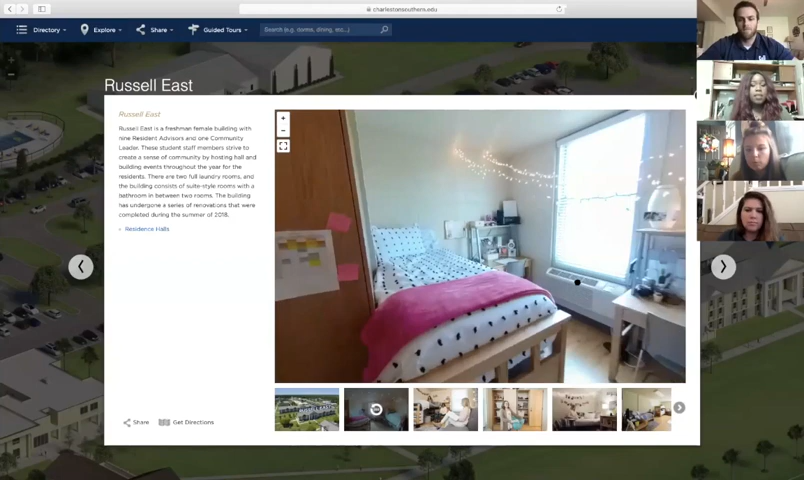 charlestonsouthern.edu
Directory
Explore
Share
Guided Tours
Search (e.g. dorms, dining, etc...)
Russell East
Russell East
Russell East is a freshman female building with
nine Resident Advisors and one Community
Leader. These student staff members strive to
create a sense of community by hosting hall and
building events throughout the year for the
residents. There are two full laundry rooms, and
the building consists of suite-style rooms with a
bathroom in between two rooms. The building
has undergone a series of renovations that were
completed during the summer of 2018.
Residence Halls
Share
Get Directions